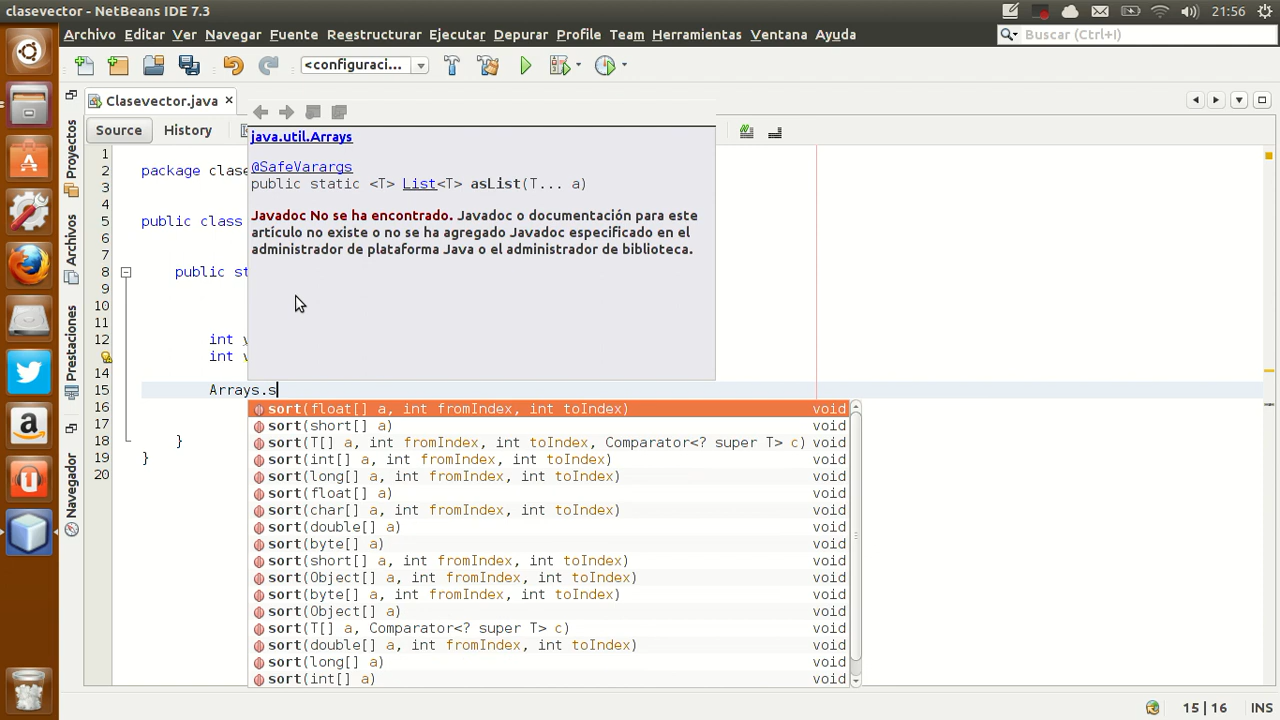 clasevector - NetBeans IDE 7.3
21:56
Archivo Editar Ver Navegar Fuente Reestructurar Ejecutar Depurar Profile Team Herramientas Ventana Ayuda
Buscar (Ctrl+I)
<configuraci...
Clasevector.java
Source History
java.util.Arrays
@SafeVarargs
public static <T> List<T> asList(T... a)
Javadoc No se ha encontrado. Javadoc o documentación para este
artículo no existe o no se ha agregado Javadoc especificado en el
administrador de plataforma Java o el administrador de biblioteca.
Proyectos
Archivos
Prestaciones
Navegador
1
2 package clase
3
4
5 public class
6
7
8 public st
9
10
11
12 int
13 int
14
15 Arrays.s
16
17
18 }
19 }
20
sort(float[] a, int fromIndex, int toIndex) void
sort(short[] a) void
sort(T[] a, int fromIndex, int toIndex, Comparator<? super T> c) void
sort(int[] a, int fromIndex, int toIndex) void
sort(long[] a, int fromIndex, int toIndex) void
sort(float[] a) void
sort(char[] a, int fromIndex, int toIndex) void
sort(double[] a) void
sort(byte[] a) void
sort(short[] a, int fromIndex, int toIndex) void
sort(Object[] a, int fromIndex, int toIndex) void
sort(byte[] a, int fromIndex, int toIndex) void
sort(Object[] a) void
sort(T[] a, Comparator<? super T> c) void
sort(double[] a, int fromIndex, int toIndex) void
sort(long[] a) void
sort(int[] a) void
15 | 16 INS